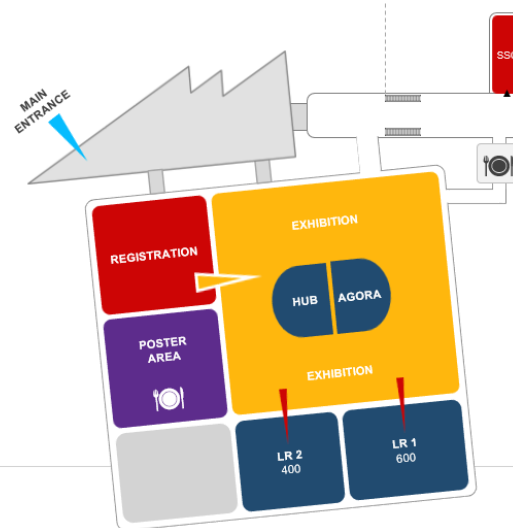 MAIN
ENTRANCE
REGISTRATION
EXHIBITION
HUB
AGORA
POSTER
AREA
EXHIBITION
LR 2
400
LR 1
600